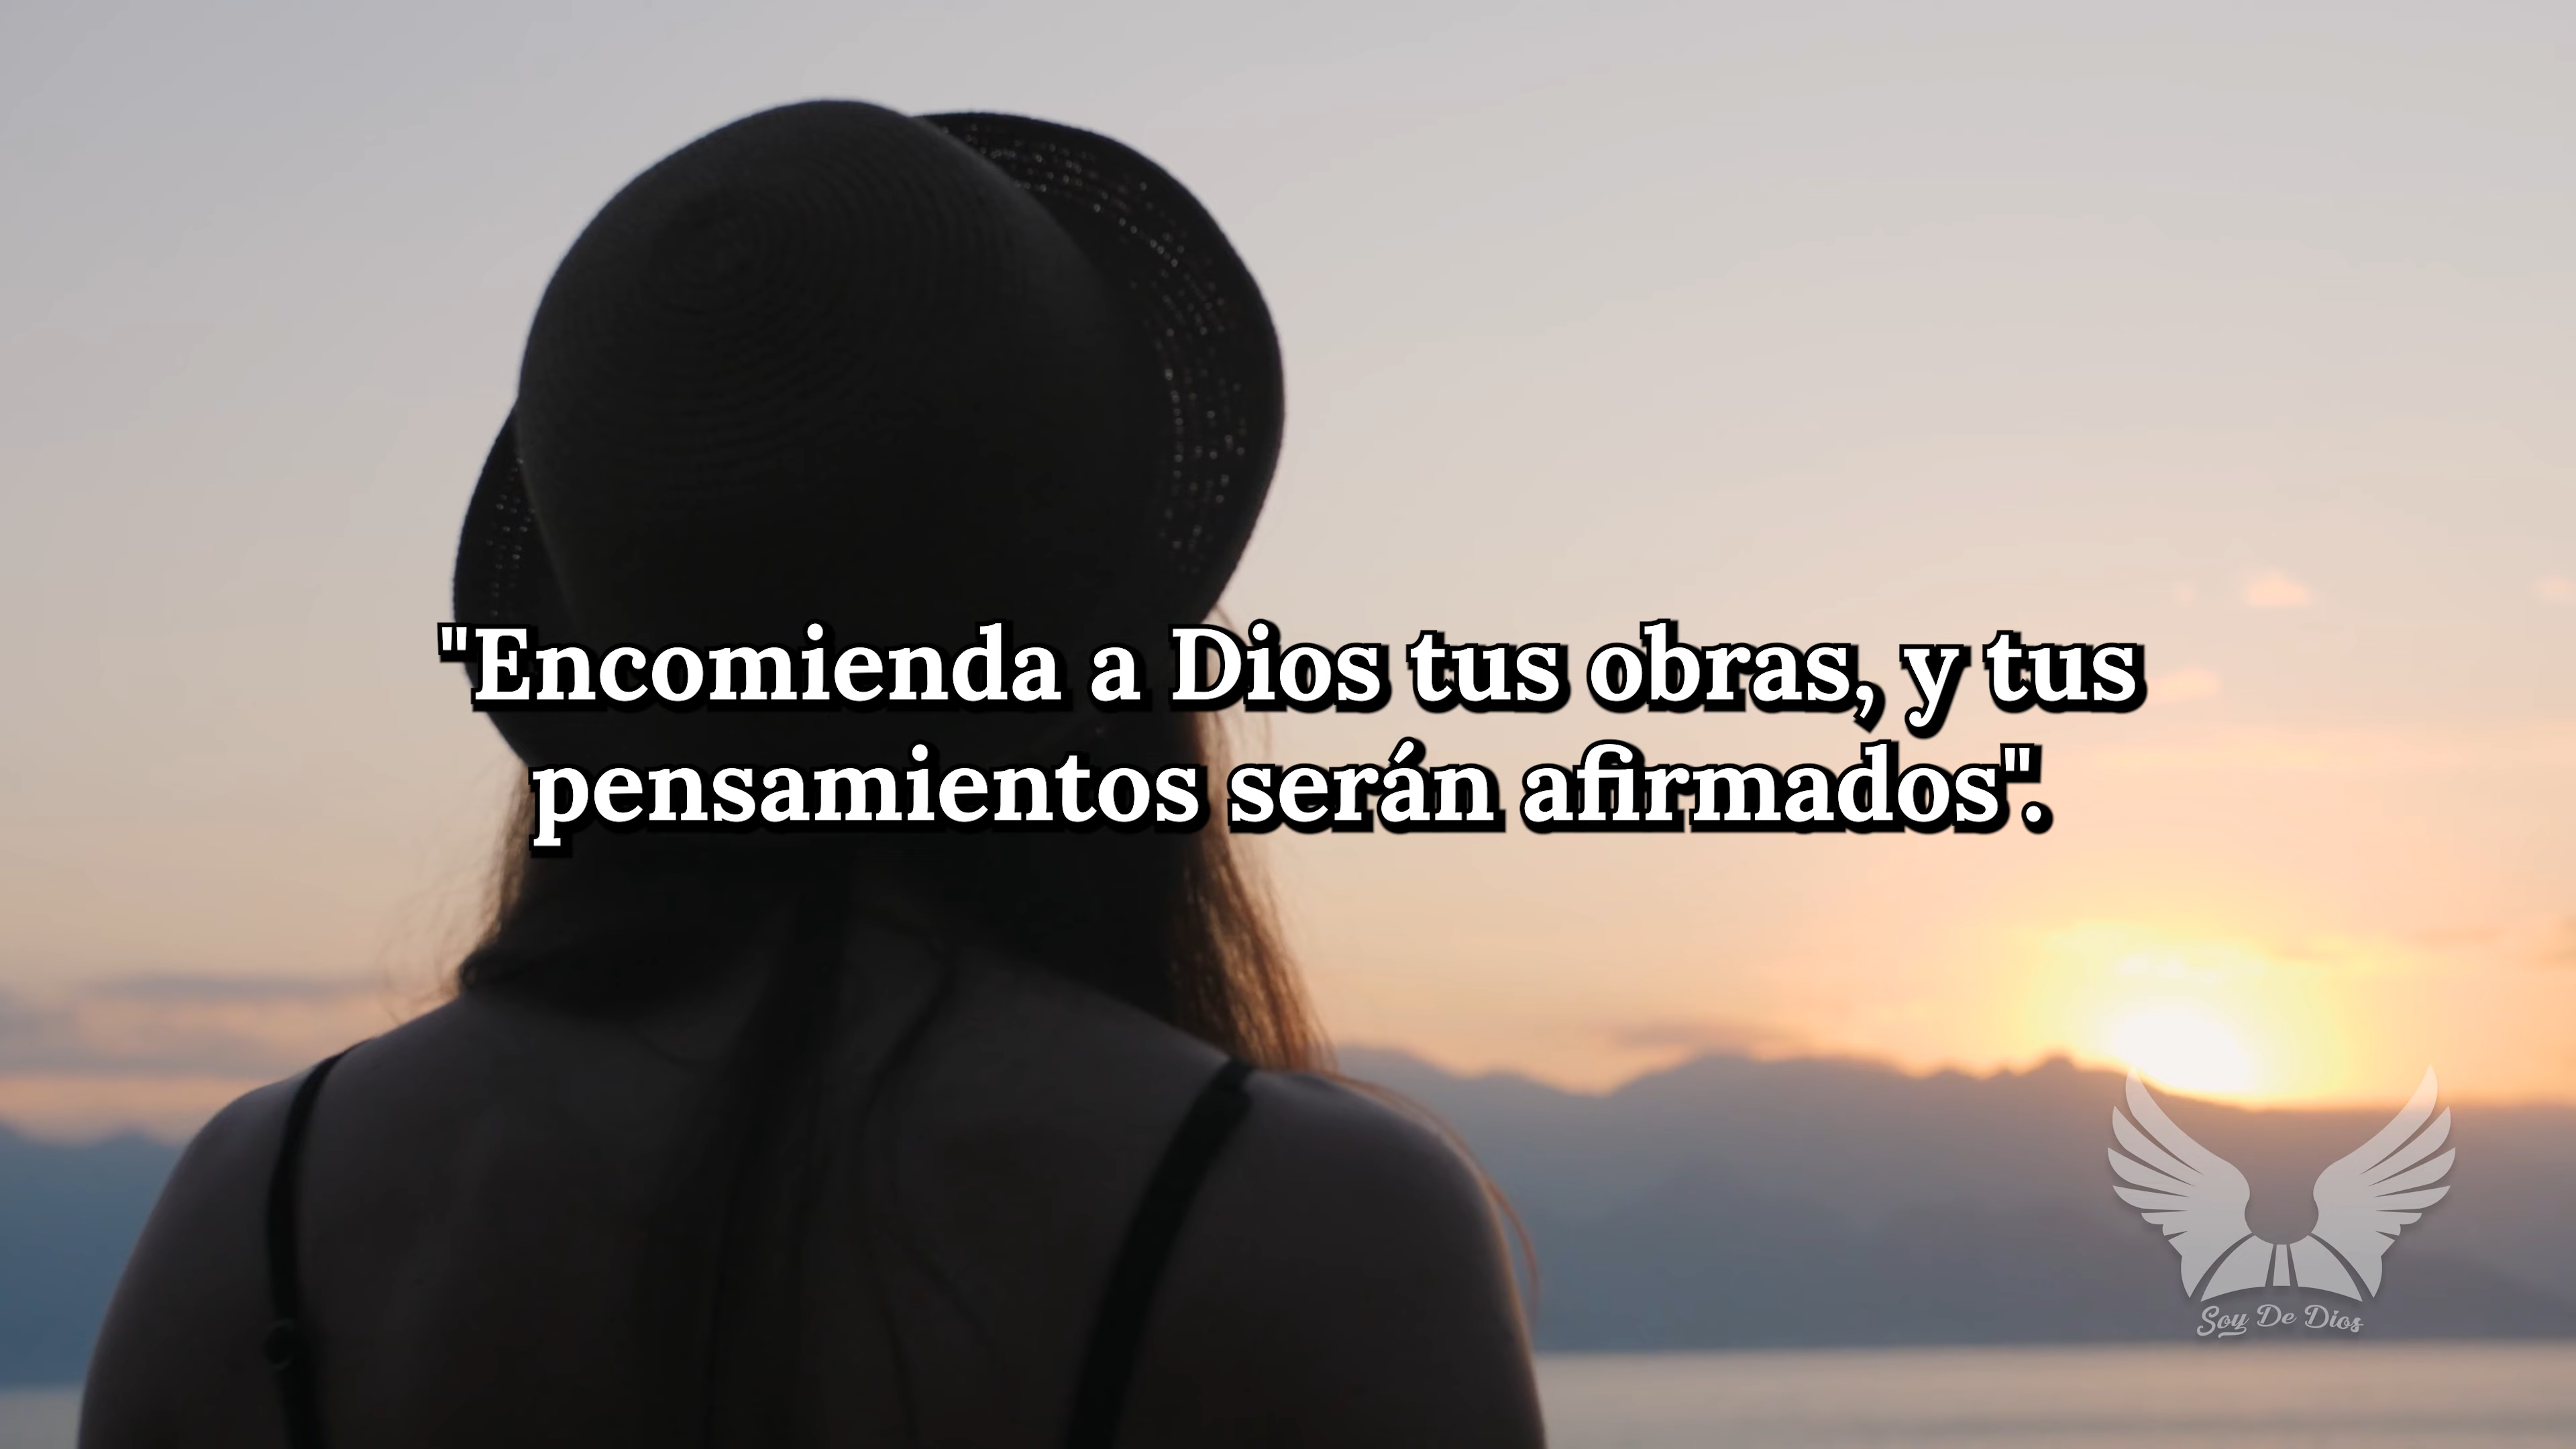 "Encomienda a Dios tus obras, y tus
pensamientos serán afirmados".
Soy De Dios